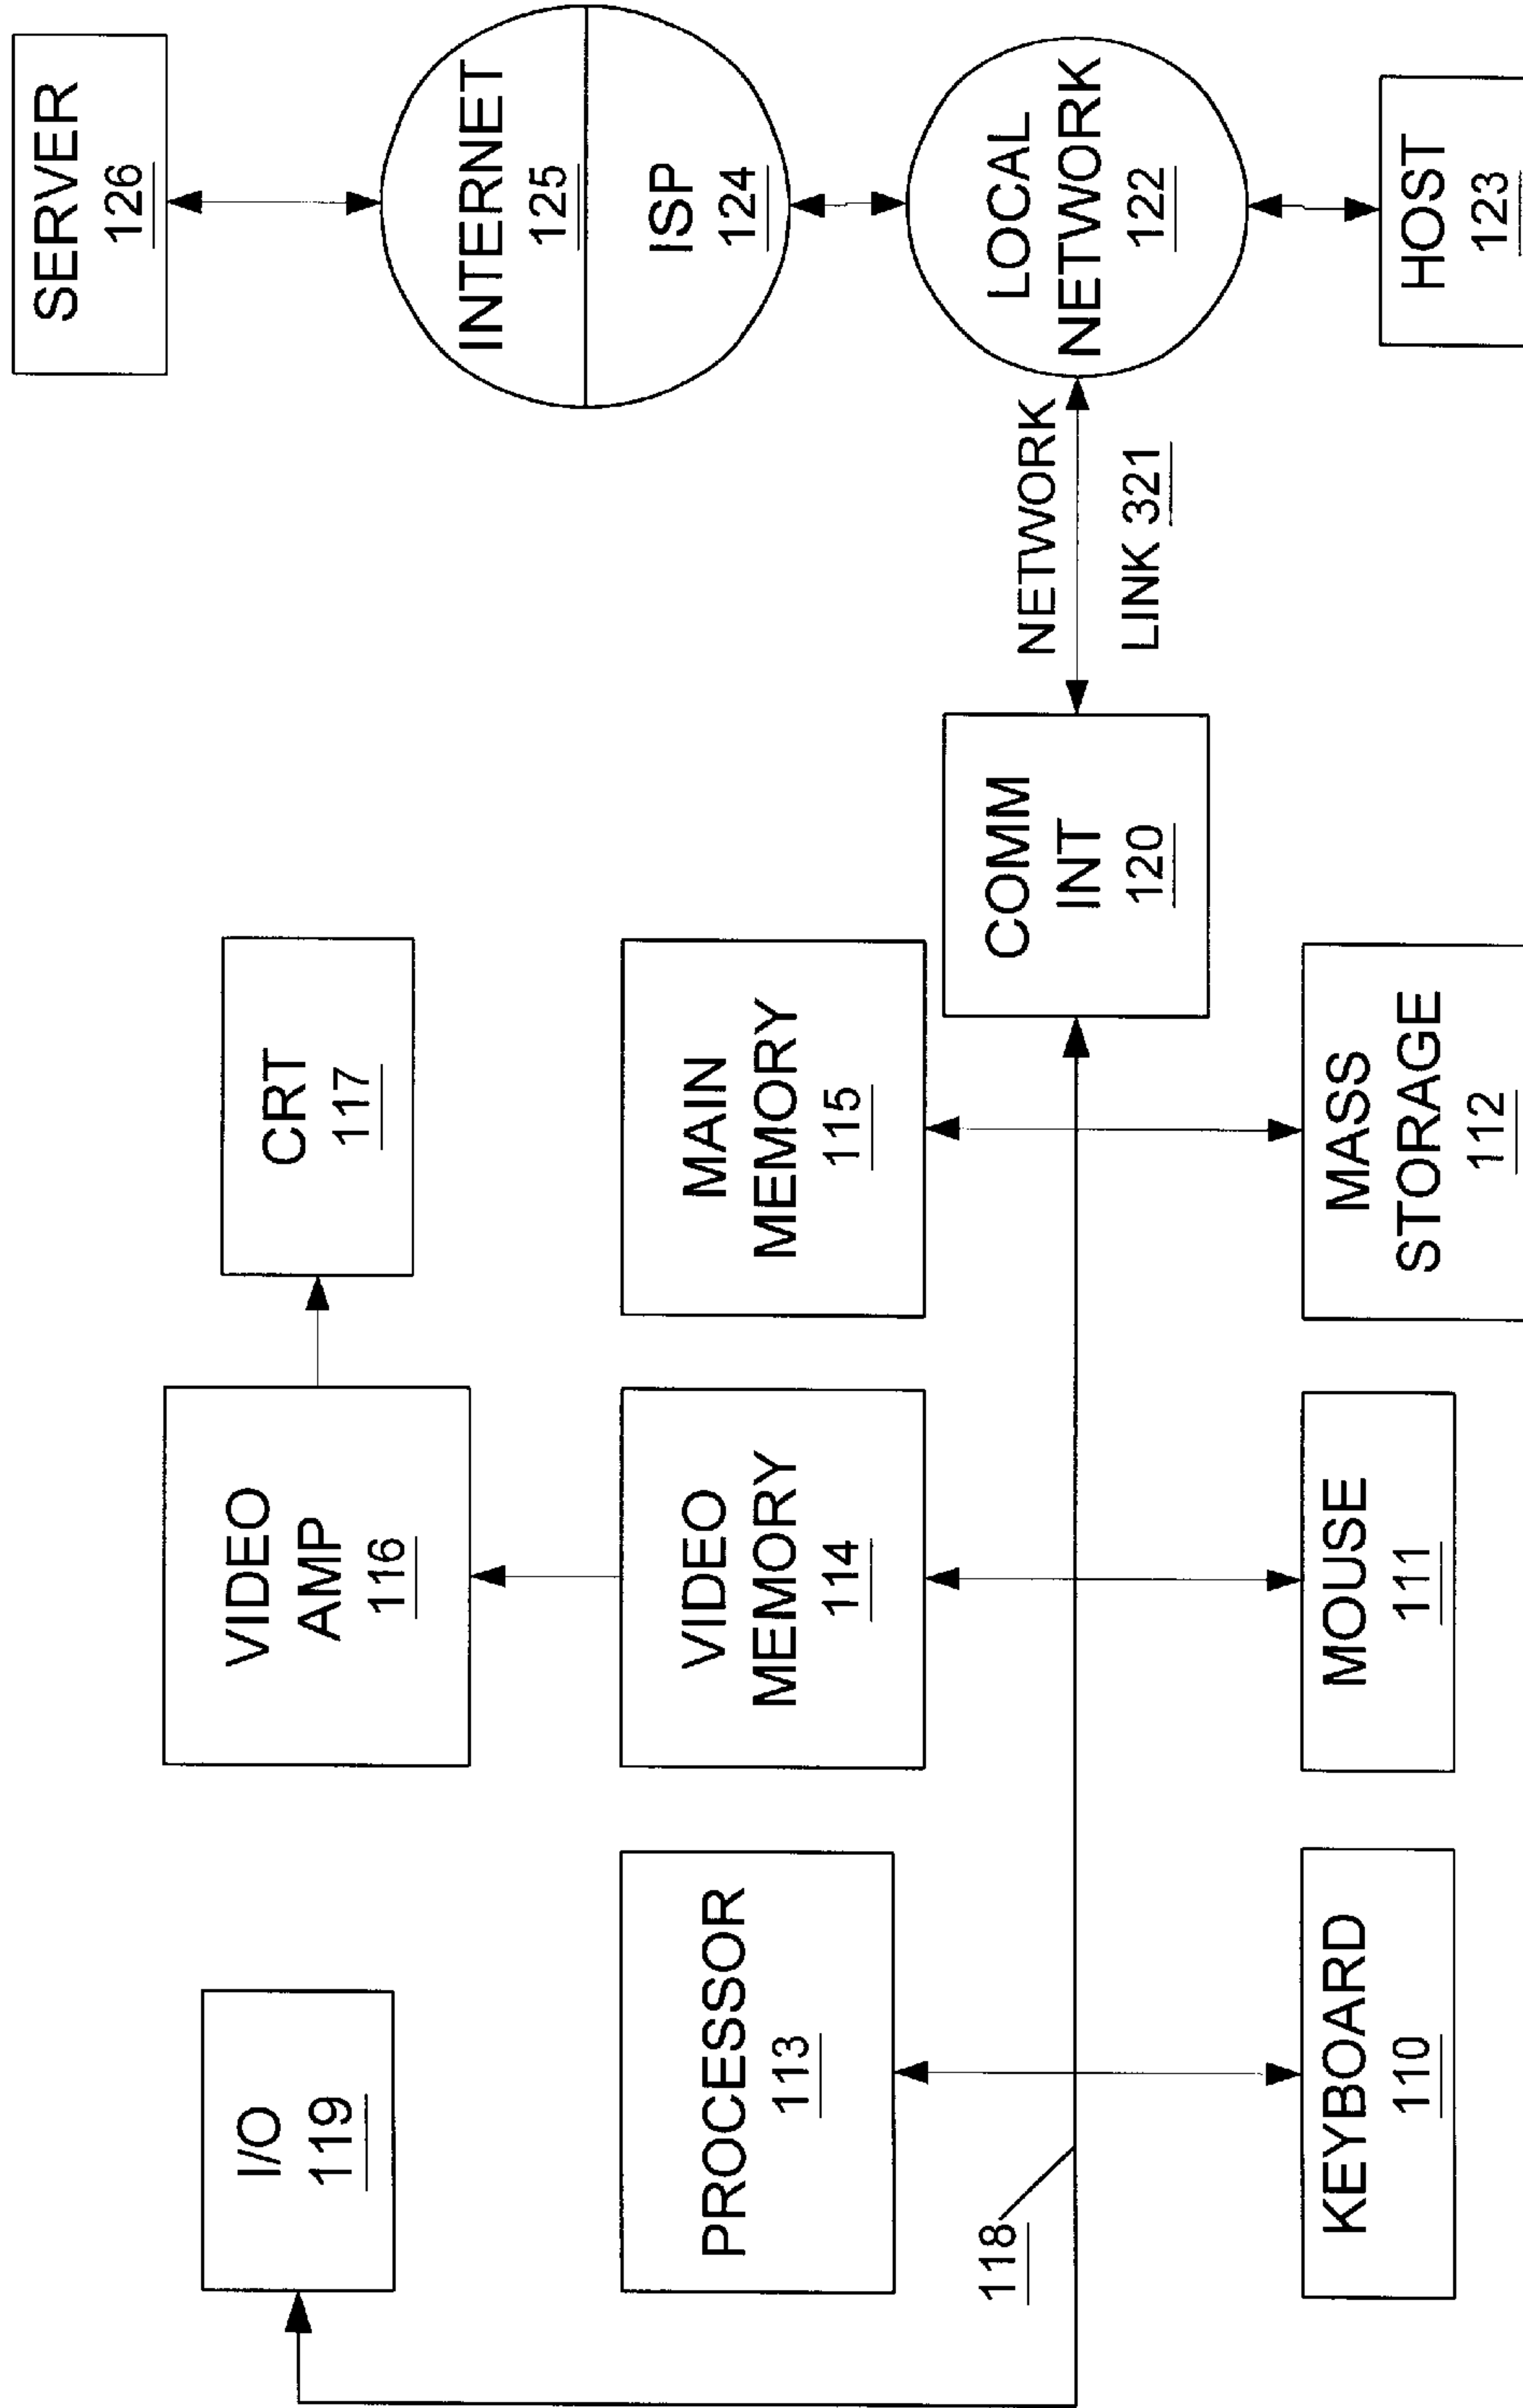 I/O
119
VIDEO
AMP
116
CRT
117
SERVER
126
INTERNET
125
ISP
124
PROCESSOR
113
VIDEO
MEMORY
114
MAIN
MEMORY
115
118
COMM
INT
120
NETWORK
LINK 321
LOCAL
NETWORK
122
KEYBOARD
110
MOUSE
111
MASS
STORAGE
112
HOST
123